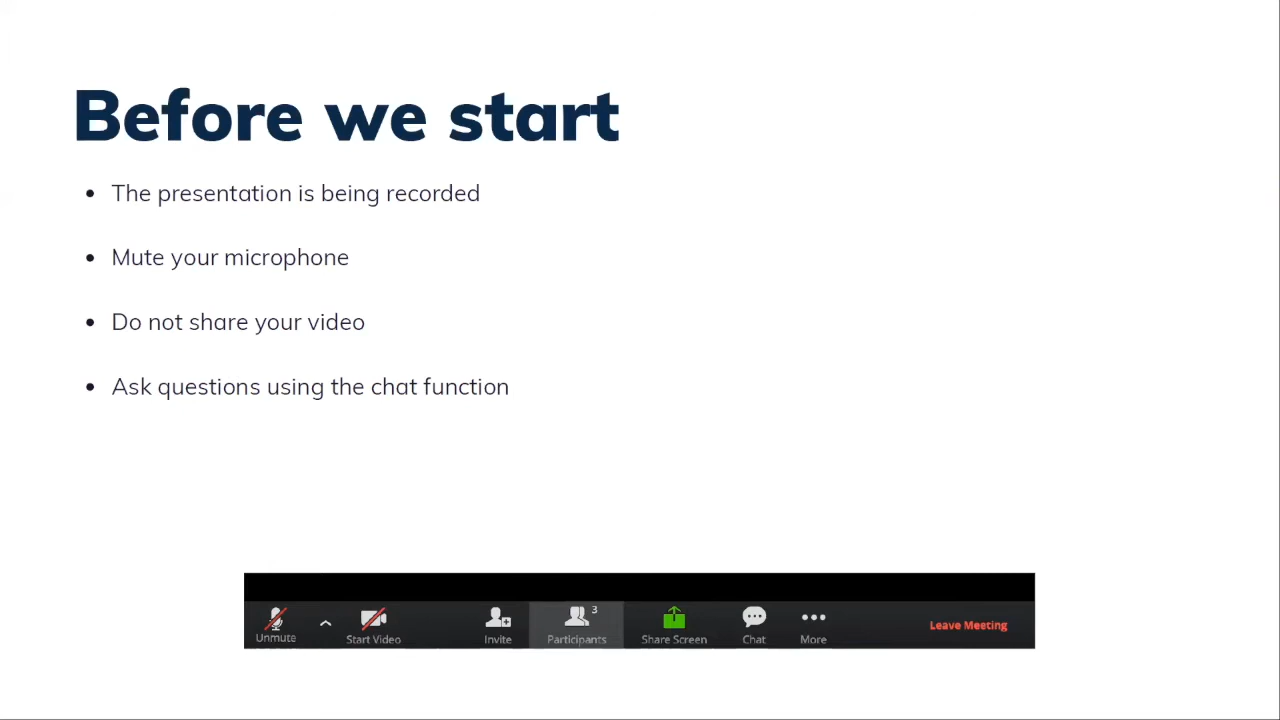 Before we start
• The presentation is being recorded
• Mute your microphone
• Do not share your video
• Ask questions using the chat function
3
Unmute Start Video Invite Participants Share Screen Chat More Leave Meeting